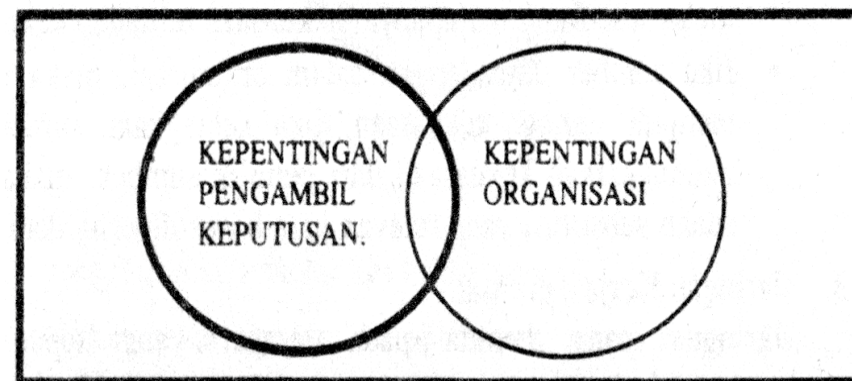 KEPENTINGAN
PENGAMBIL
KEPUTUSAN.
KEPENTINGAN
ORGANISASI